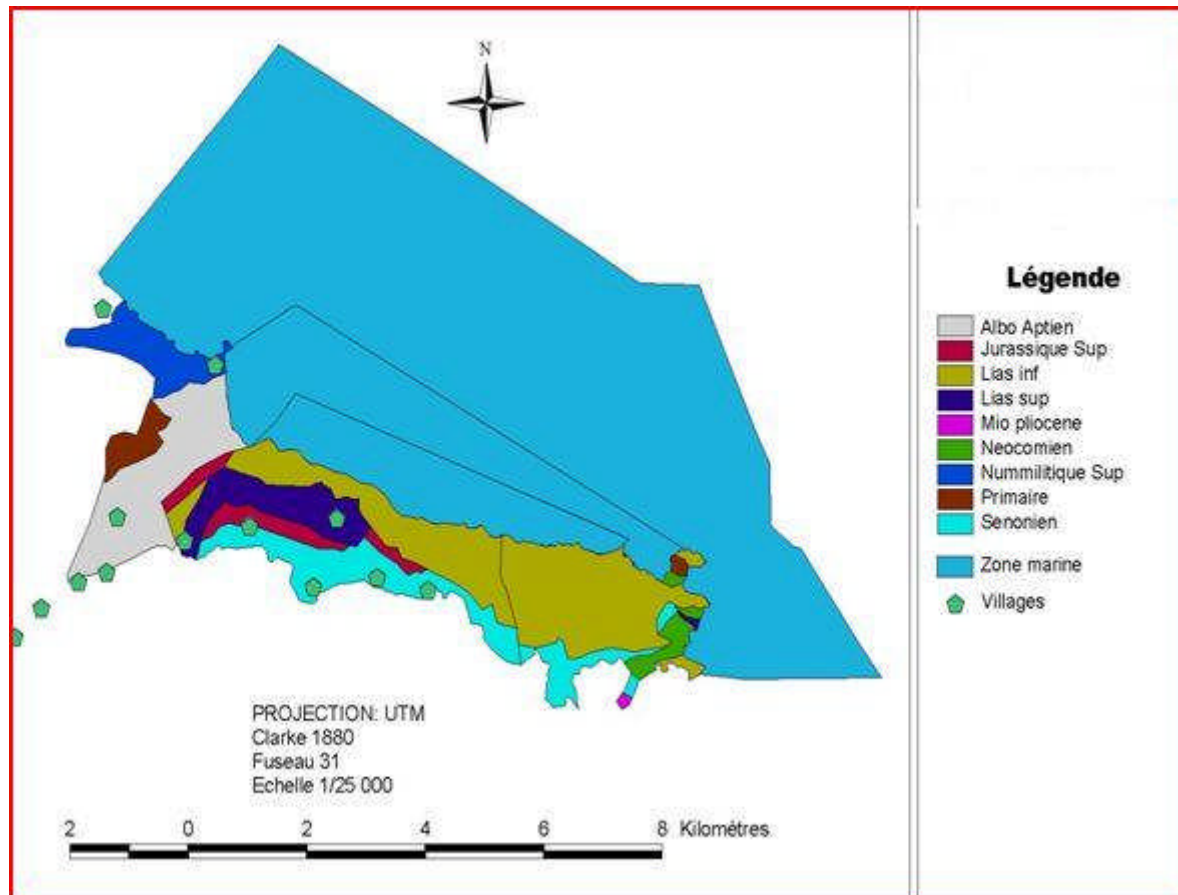 N
Légende
Albo Aptien
Jurassique Sup
Lias inf
Lias sup
Mio pliocene
Neocomien
Nummilitique Sup
Primaire
Senonien
Zone marine
Villages
PROJECTION: UTM
Clarke 1880
Fuseau 31
Echelle 1/25 000
2 0 2 4 6 8 Kilométres